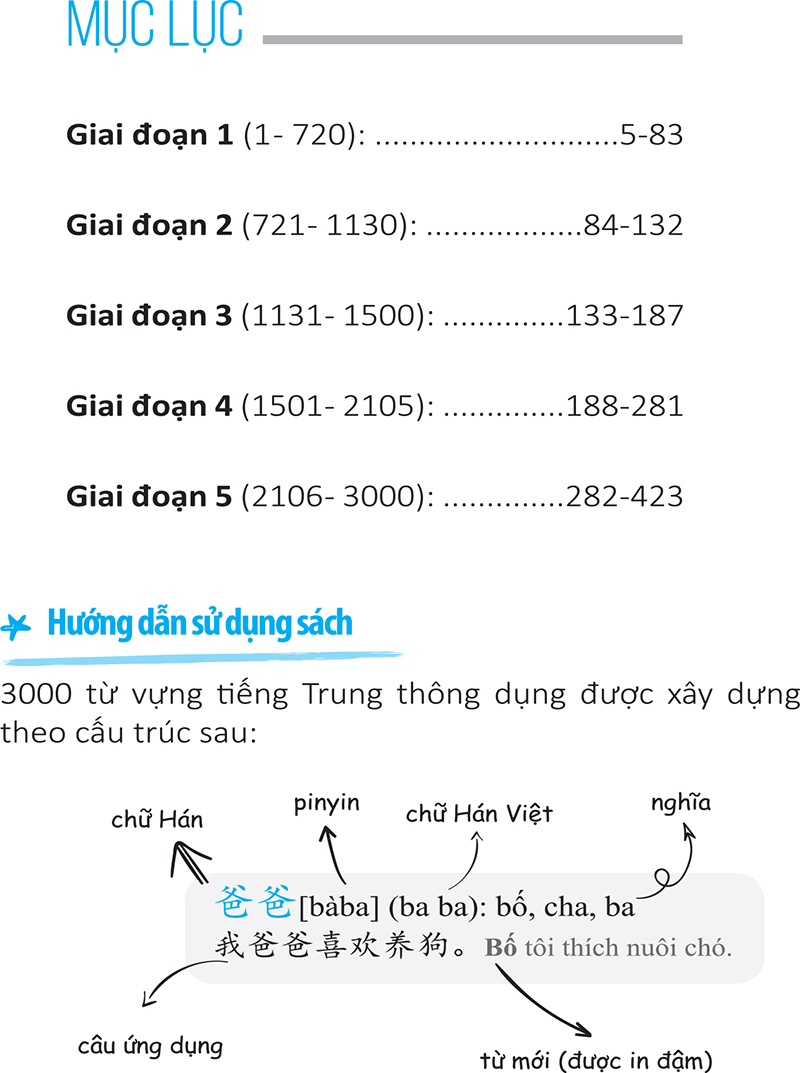 MỤC LỤC
Giai đoạn 1 (1- 720): ............................5-83
Giai đoạn 2 (721- 1130): ..................84-132
Giai đoạn 3 (1131- 1500): ..............133-187
Giai đoạn 4 (1501- 2105): ..............188-281
Giai đoạn 5 (2106- 3000): ..............282-423
Hướng dẫn sử dụng sách
3000 từ vựng tiếng Trung thông dụng được xây dựng
theo cấu trúc sau:
chữ Hán
pinyin
chữ Hán Việt
nghĩa
爸爸[bàba] (ba ba): bố, cha, ba
我爸爸喜欢养狗。Bố tôi thích nuôi chó.
câu ứng dụng
từ mới (được in đậm)